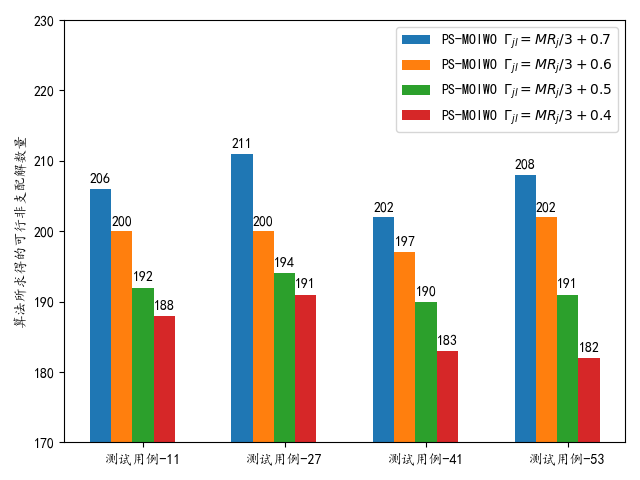 算法所求得的可行非支配解数量
230
220
210
200
190
180
170
PS-MOIWO Γjl = MRj/3 + 0.7
PS-MOIWO Γjl = MRj/3 + 0.6
PS-MOIWO Γjl = MRj/3 + 0.5
PS-MOIWO Γjl = MRj/3 + 0.4
206
200
192
188
211
200
194
191
202
197
190
183
208
202
191
182
测试用例-11
测试用例-27
测试用例-41
测试用例-53